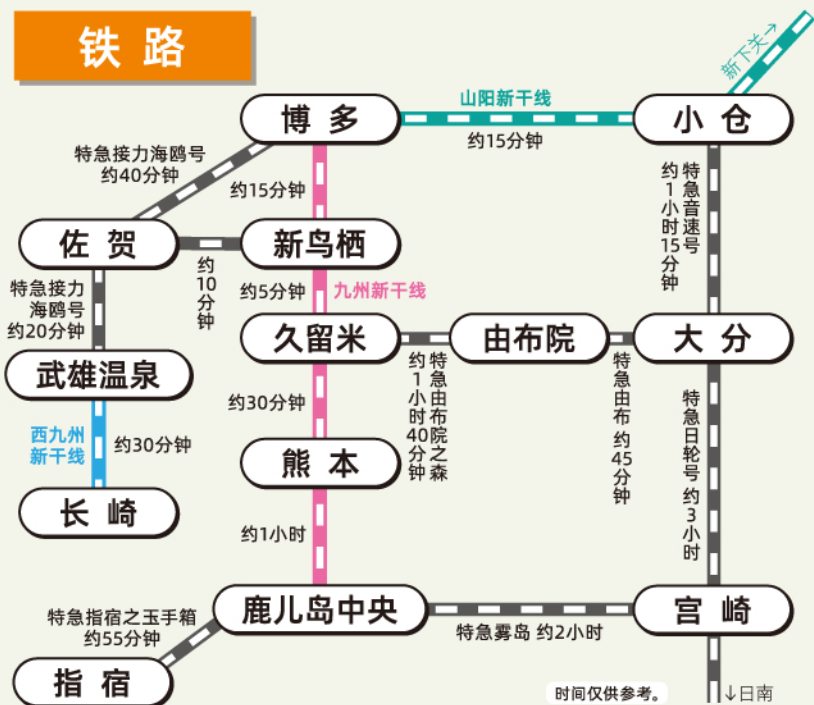 铁路
新下关→
博多
山阳新干线
小仓
约15分钟
特急接力海鸥号
约40分钟
约15分钟
特急音速号
约1小时15分钟
佐贺
新鸟栖
约10分钟
特急接力
海鸥号
约20分钟
约5分钟
九州新干线
久留米
由布院
大分
武雄温泉
特急由布院之森
约1小时40分钟
特急由布 约45分钟
特急日轮号 约3小时
约30分钟
西九州
新干线
约30分钟
熊本
长崎
约1小时
鹿儿岛中央
宫崎
特急指宿之玉手箱
约55分钟
特急雾岛 约2小时
指宿
时间仅供参考。
↓日南